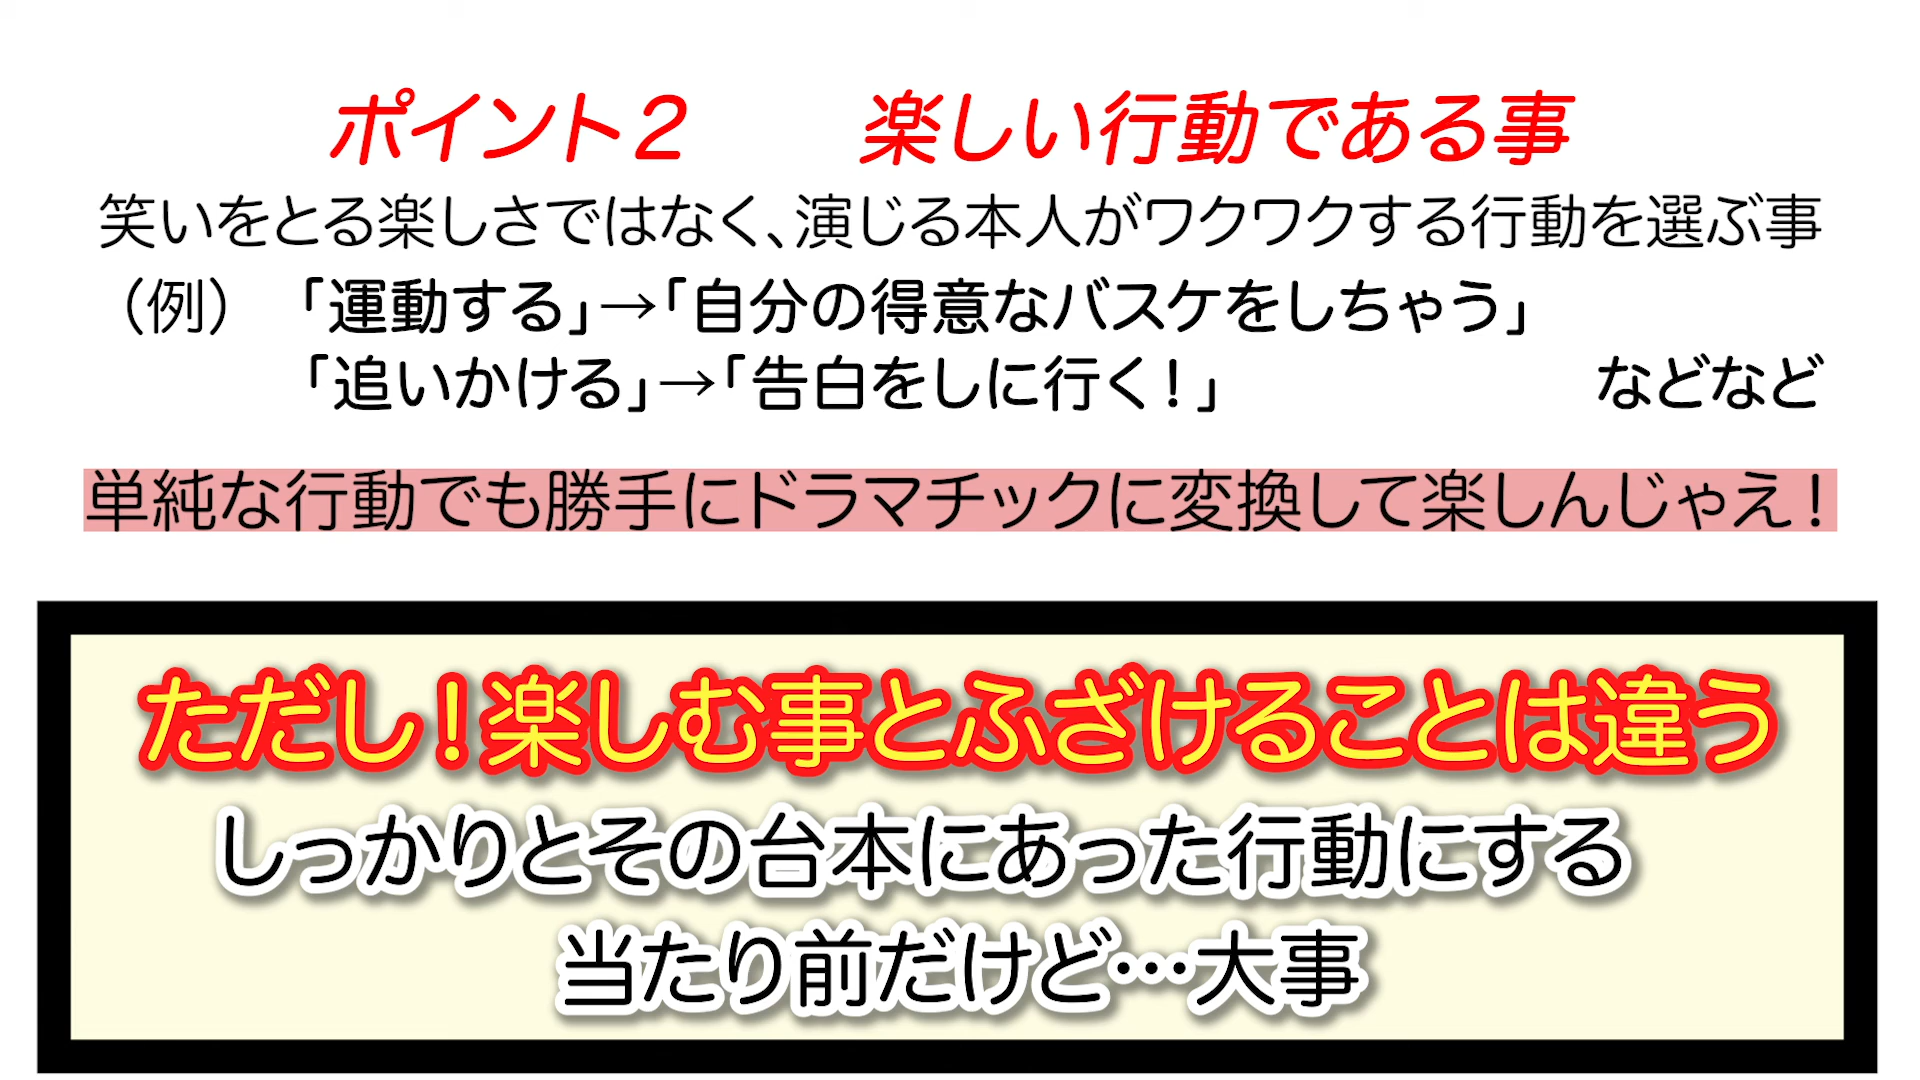 ポイント２　楽しい行動である事
笑いをとる楽しさではなく、演じる本人がワクワクする行動を選ぶ事
（例）　「運動する」→「自分の得意なバスケをしちゃう」
「追いかける」→「告白をしに行く！」　などなど
単純な行動でも勝手にドラマチックに変換して楽しんじゃえ！
ただし！楽しむ事とふざけることは違う
しっかりとその台本にあった行動にする
当たり前だけど…大事